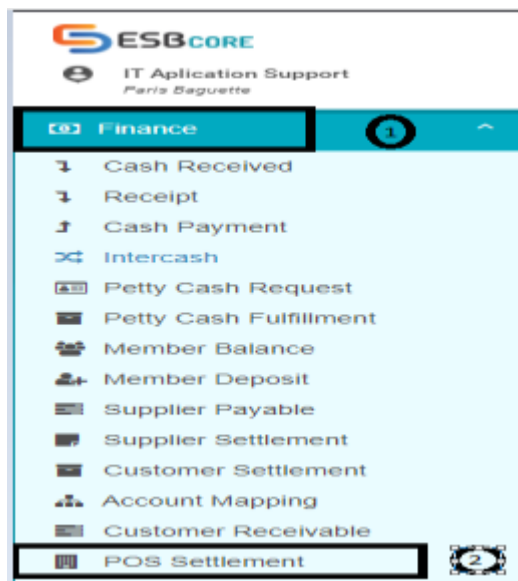 ESBCORE
IT Aplication Support
Paris Baguette
Finance
1
Cash Received
Receipt
Cash Payment
Intercash
Petty Cash Request
Petty Cash Fulfillment
Member Balance
Member Deposit
Supplier Payable
Supplier Settlement
Customer Settlement
Account Mapping
Customer Receivable
POS Settlement
2